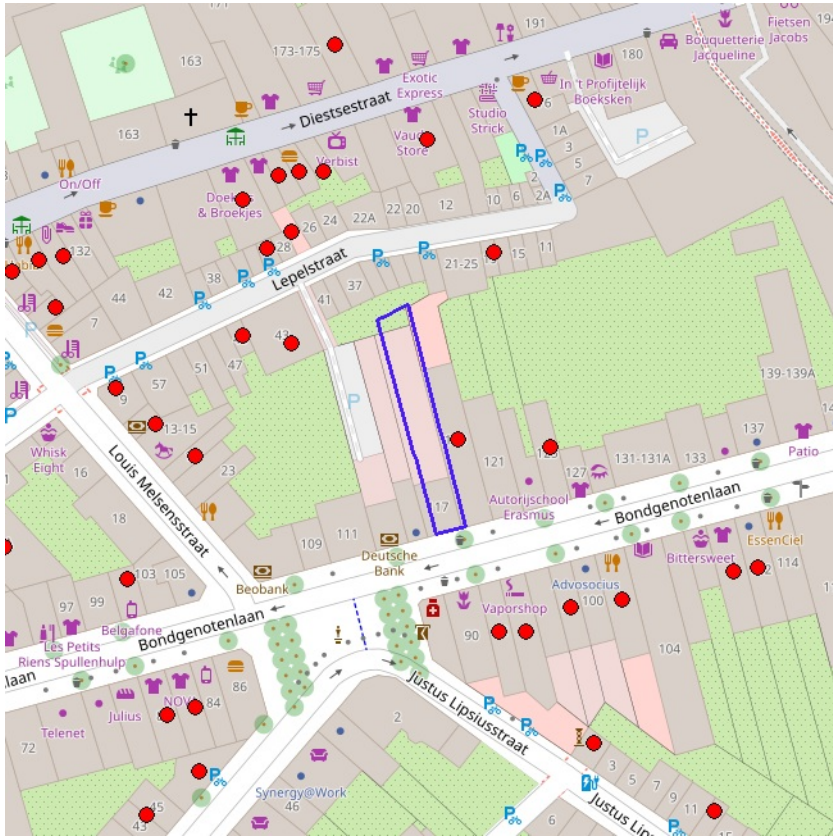 191
163
173-175
180
Fietsen
Jacobs
Bouquetterie
Jacqueline
Exotic
Express
In 't Profijtelijk
Boeksken
Diestsestraat
Studio
Strick
6
163
Vaud
Store
1A
3
5
7
P
Verbist
On/Off
Doek
& Broekjes
2
2A
6
10
12
20
22
22A
24
26
28
132
Lepelstraat
21-25
15
11
38
42
44
37
41
7
P
43
47
51
57
9
P
139-139A
13-15
Whisk
Eight
23
16
18
Louis Melsensstraat
121
127
131-131A
133
137
Patio
17
Autorijschool
Erasmus
Bondgenotenlaan
109
111
Deutsche
Bank
EssenCiel
Bittersweet
114
Beobank
Advosocius
103
105
97
99
Vaporshop
100
90
Belgafone
Bondgenotenlaan
Les Petits
Riens Spullenhulp
104
laan
86
84
NOV
Julius
Justus Lipsiusstraat
Telenet
72
2
Synergy@Work
46
45
43
3
5
7
9
11
6
Justus Lip